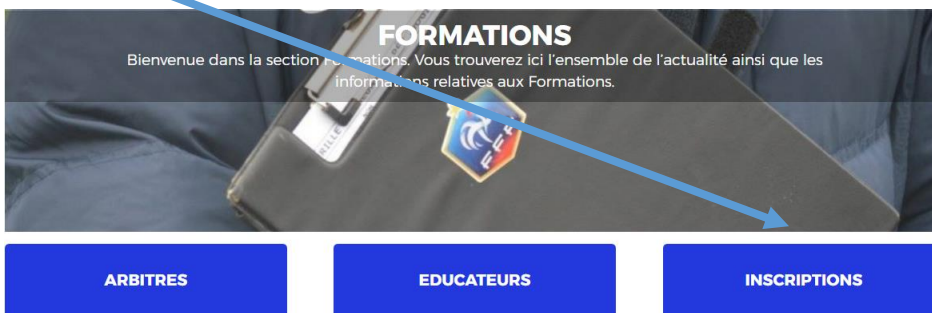 FORMATIONS
Bienvenue dans la section Formations. Vous trouverez ici l'ensemble de l'actualité ainsi que les
informations relatives aux Formations.
FFF
ARBITRES
EDUCATEURS
INSCRIPTIONS